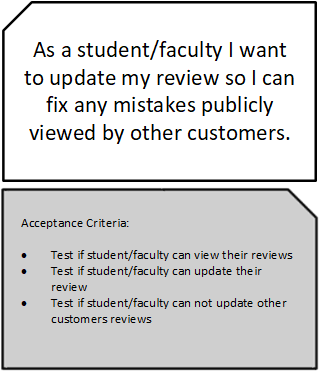 As a student/faculty I want
to update my review so I can
fix any mistakes publicly
viewed by other customers.
Acceptance Criteria:
• Test if student/faculty can view their reviews
• Test if student/faculty can update their
review
• Test if student/faculty can not update other
customers reviews